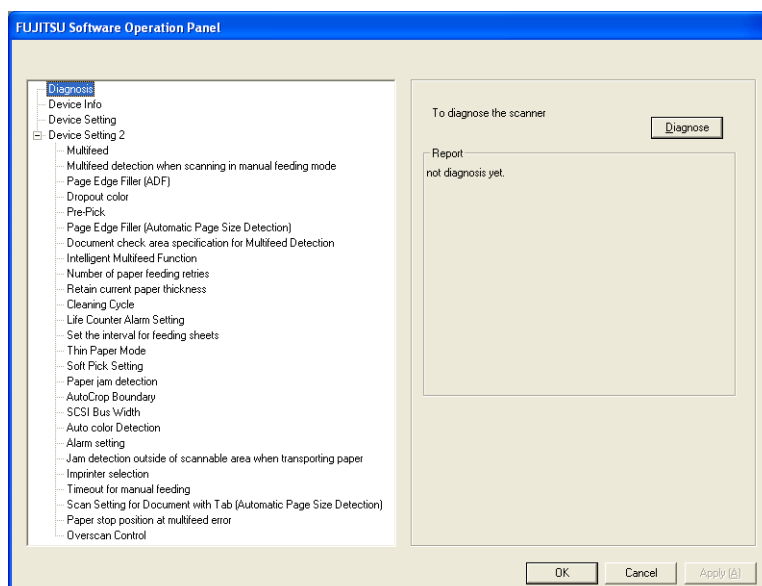 FUJITSU Software Operation Panel
Diagnosis
Device Info
Device Setting
Device Setting 2
Multifeed
Multifeed detection when scanning in manual feeding mode
Page Edge Filler (ADF)
Dropout color
Pre-Pick
Page Edge Filler (Automatic Page Size Detection)
Document check area specification for Multifeed Detection
Intelligent Multifeed Function
Number of paper feeding retries
Retain current paper thickness
Cleaning Cycle
Life Counter Alarm Setting
Set the interval for feeding sheets
Thin Paper Mode
Soft Pick Setting
Paper jam detection
AutoCrop Boundary
SCSI Bus Width
Auto color Detection
Alarm setting
Jam detection outside of scannable area when transporting paper
Imprinter selection
Timeout for manual feeding
Scan Setting for Document with Tab (Automatic Page Size Detection)
Paper stop position at multifeed error
Overscan Control
To diagnose the scanner
Diagnose
Report
not diagnosis yet.
OK Cancel Apply (A)